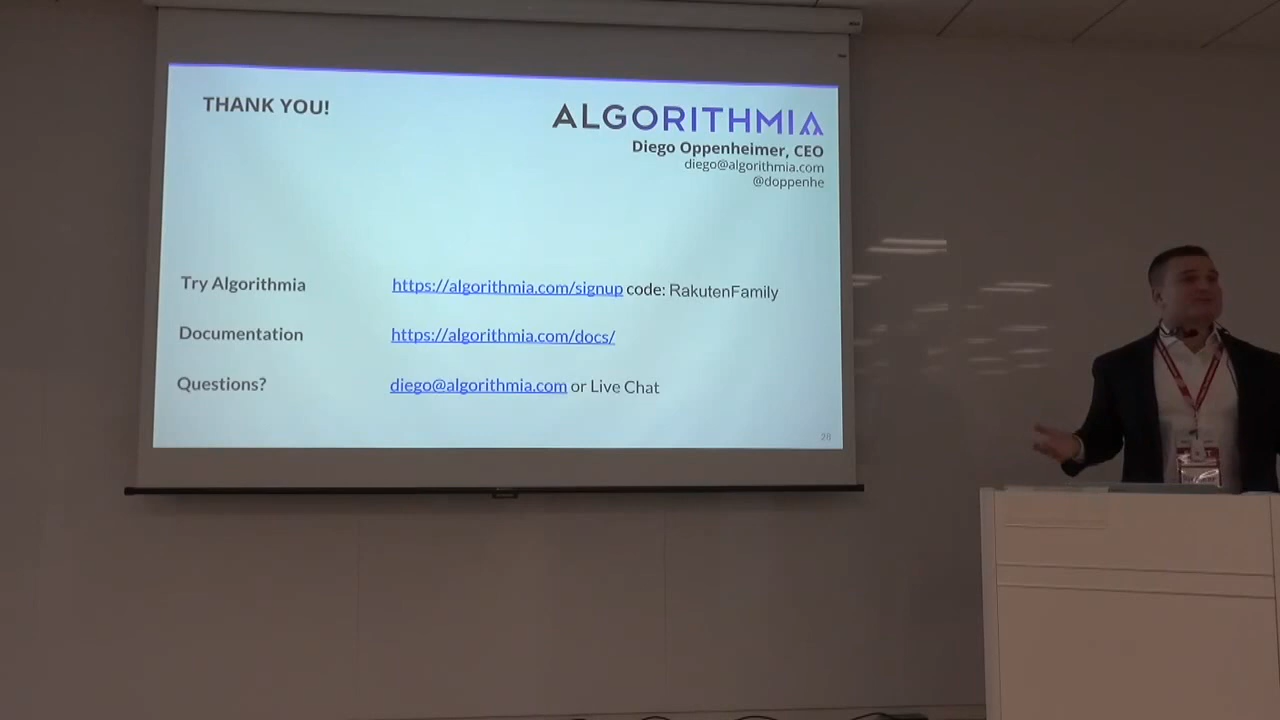 THANK YOU!
ALGORITHMIA
Diego Oppenheimer, CEO
diego@algorithmia.com
@doppenhe
Try Algorithmia https://algorithmia.com/signup code: RakutenFamily
Documentation https://algorithmia.com/docs/
Questions? diego@algorithmia.com or Live Chat
28